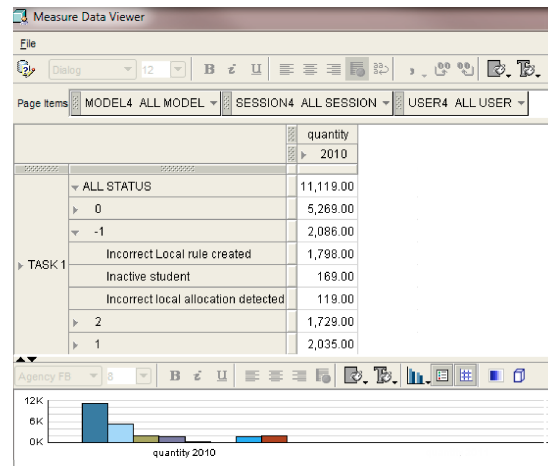 Measure Data Viewer
File
Dialog 12 B i U
Page Items MODEL4 ALL MODEL SESSION4 ALL SESSION USER4 ALL USER
quantity
2010
ALL STATUS 11,119.00
0 5,269.00
-1 2,086.00
TASK 1 Incorrect Local rule created 1,798.00
Inactive student 169.00
Incorrect local allocation detected 119.00
2 1,729.00
1 2,035.00
Agency FB 8 B i U
12K
6K
0K
quantity 2010